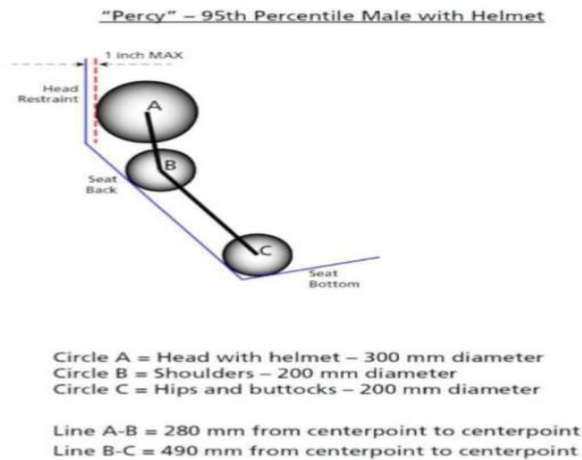 "Percy" – 95th Percentile Male with Helmet
1 inch MAX
Head
Restraint
A
B
Seat
Back
C
Seat
Bottom
Circle A = Head with helmet – 300 mm diameter
Circle B = Shoulders – 200 mm diameter
Circle C = Hips and buttocks – 200 mm diameter
Line A-B = 280 mm from centerpoint to centerpoint
Line B-C = 490 mm from centerpoint to centerpoint